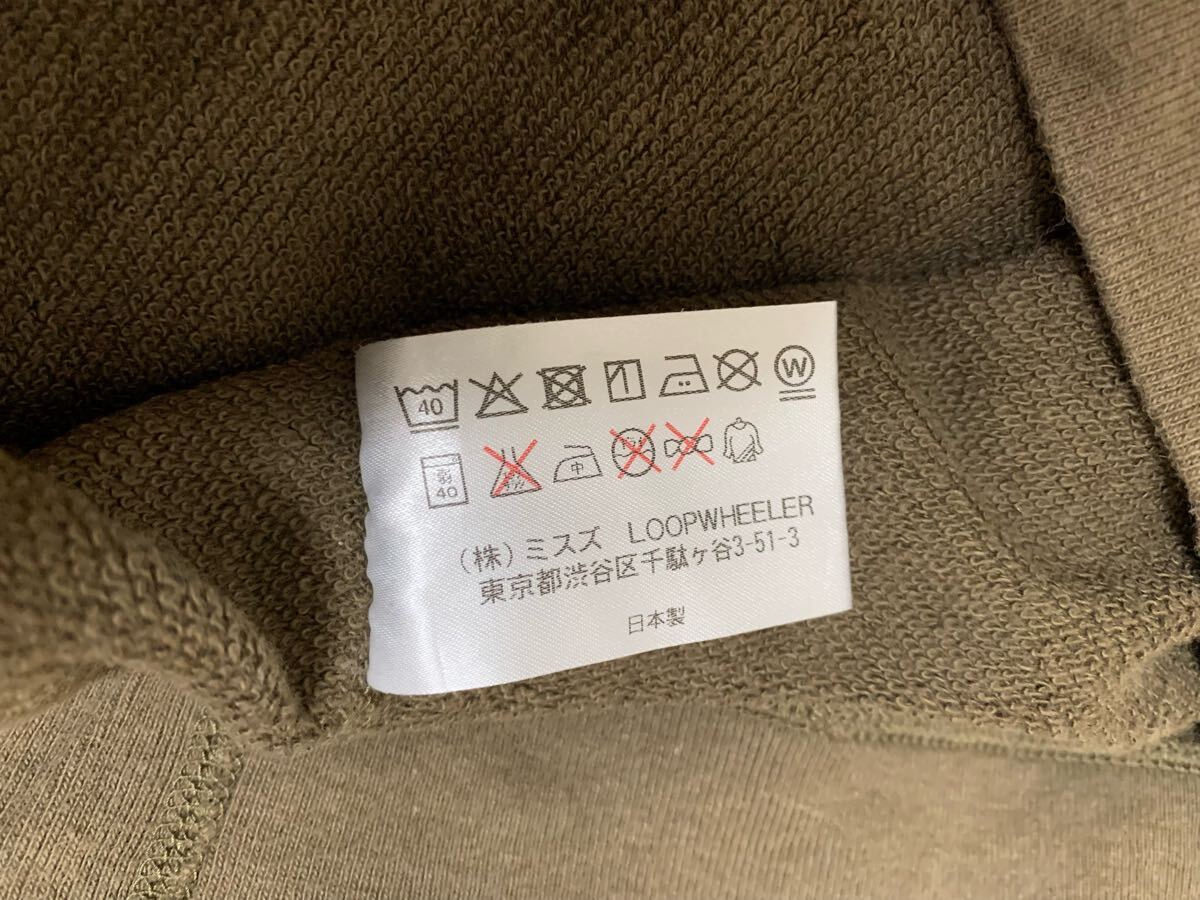 40 W
弱 40 中
(株)ミスズ LOOPWHEELER
東京都渋谷区千駄ヶ谷3-51-3
日本製